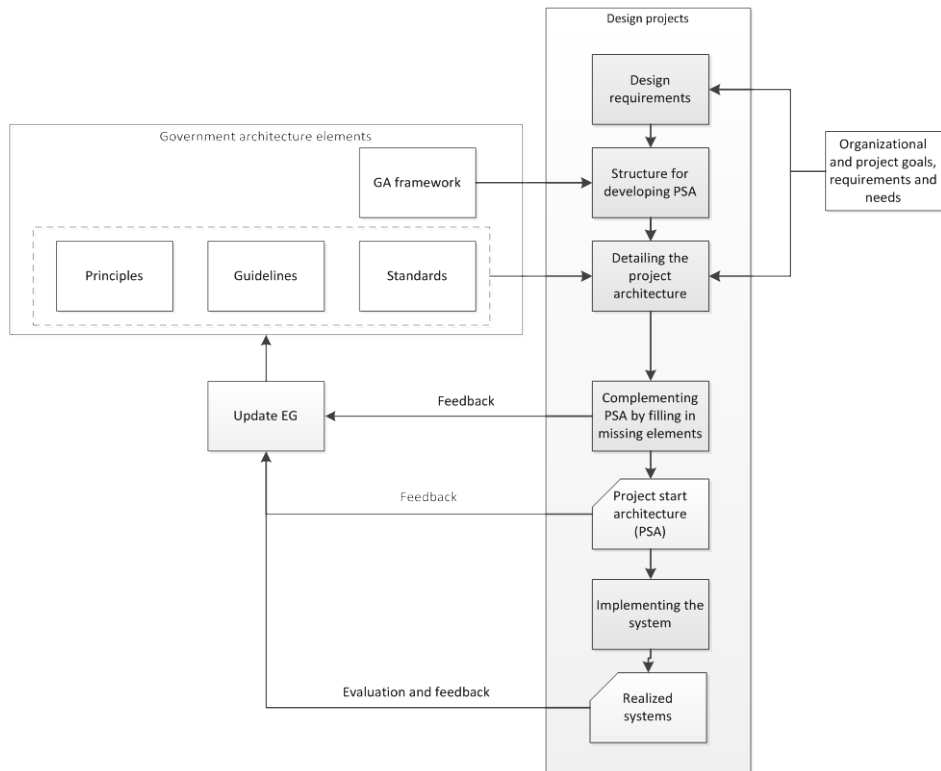 Design projects
Design
requirements
Government architecture elements
Organizational
and project goals,
requirements and
needs
GA framework
Structure for
developing PSA
Principles
Guidelines
Standards
Detailing the
project
architecture
Update EG
Feedback
Complementing
PSA by filling in
missing elements
Feedback
Project start
architecture
(PSA)
Implementing the
system
Evaluation and feedback
Realized
systems